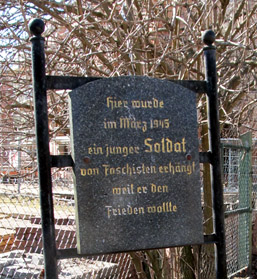 Hier wurde
im März 1945
ein junger Soldat
von Faschisten erhängt
weil er den
Frieden wollte